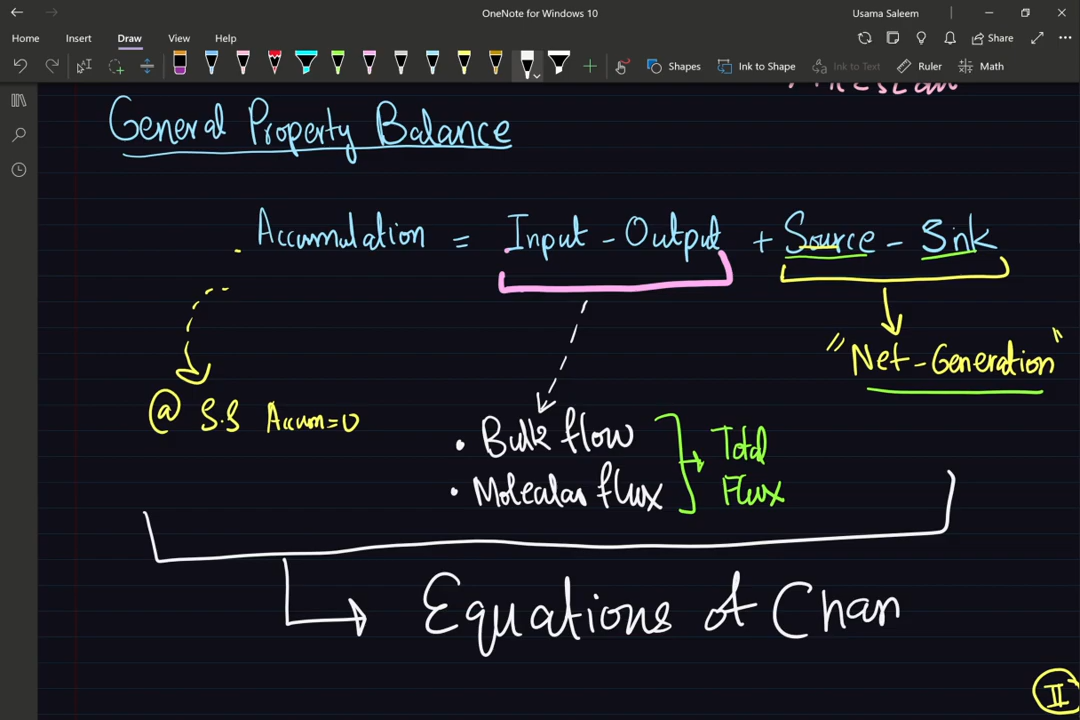 OneNote for Windows 10
Usama Saleem
Home Insert Draw View Help
Share
Shapes Ink to Shape Ink to Text Ruler Math
General Property Balance
Accumulation = Input - Output + Source - Sink
"Net-Generation"
@ S.S Accum=0
• Bulk flow
• Molecular flux
Total
Flux
Equations of Chan
II